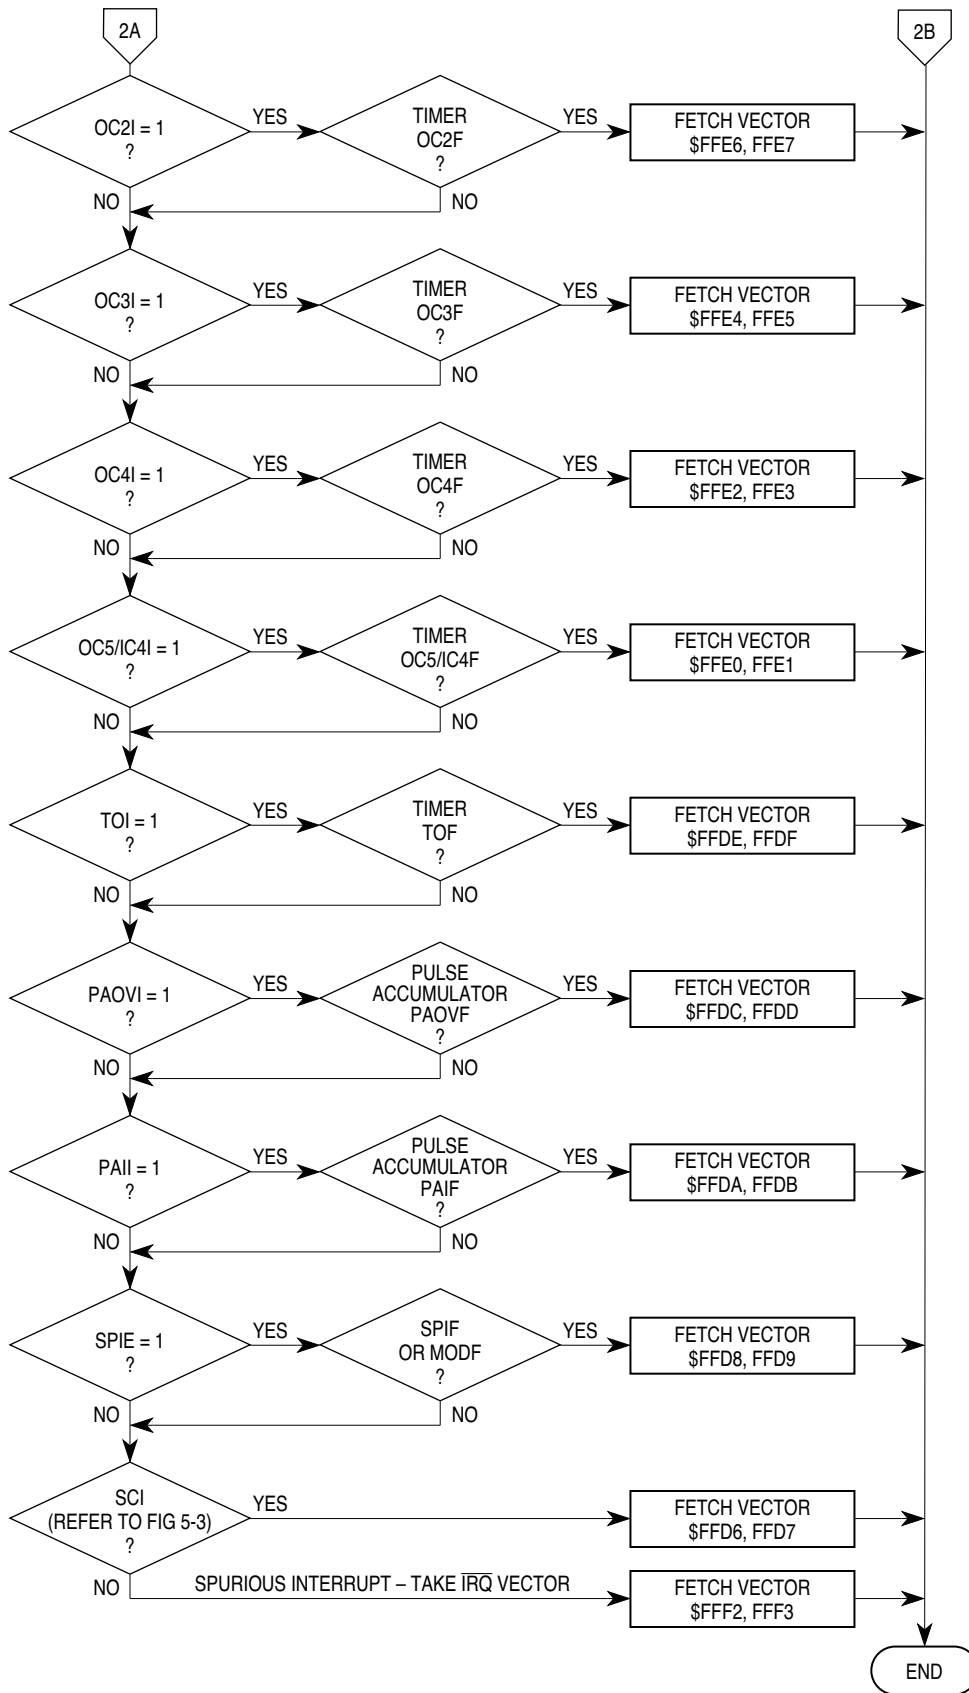 2A
2B
OC2I = 1
?
YES
TIMER
OC2F
?
YES
FETCH VECTOR
$FFE6, FFE7
NO
NO
OC3I = 1
?
YES
TIMER
OC3F
?
YES
FETCH VECTOR
$FFE4, FFE5
NO
NO
OC4I = 1
?
YES
TIMER
OC4F
?
YES
FETCH VECTOR
$FFE2, FFE3
NO
NO
OC5/IC4I = 1
?
YES
TIMER
OC5/IC4F
?
YES
FETCH VECTOR
$FFE0, FFE1
NO
NO
TOI = 1
?
YES
TIMER
TOF
?
YES
FETCH VECTOR
$FFDE, FFDF
NO
NO
PAOVI = 1
?
YES
PULSE
ACCUMULATOR
PAOVF
?
YES
FETCH VECTOR
$FFDC, FFDD
NO
NO
PAII = 1
?
YES
PULSE
ACCUMULATOR
PAIF
?
YES
FETCH VECTOR
$FFDA, FFDB
NO
NO
SPIE = 1
?
YES
SPIF
OR MODF
?
YES
FETCH VECTOR
$FFD8, FFD9
NO
NO
SCI
(REFER TO FIG 5-3)
?
YES
FETCH VECTOR
$FFD6, FFD7
NO
SPURIOUS INTERRUPT – TAKE I̅R̅Q̅ VECTOR
FETCH VECTOR
$FFF2, FFF3
END